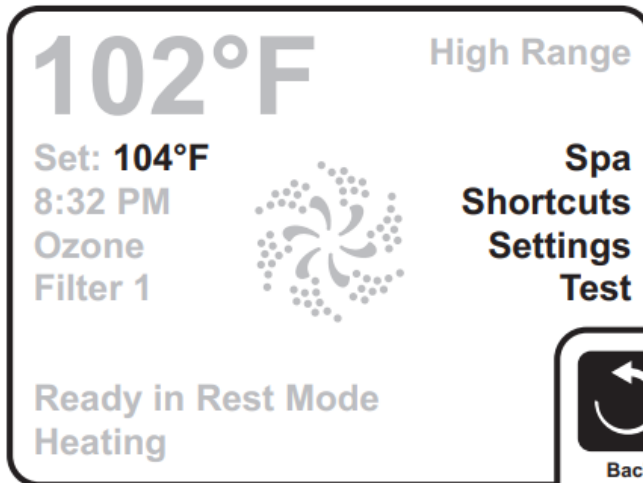 102°F
High Range
Set: 104°F
Spa
8:32 PM
Shortcuts
Ozone
Settings
Filter 1
Test
Ready in Rest Mode
Heating